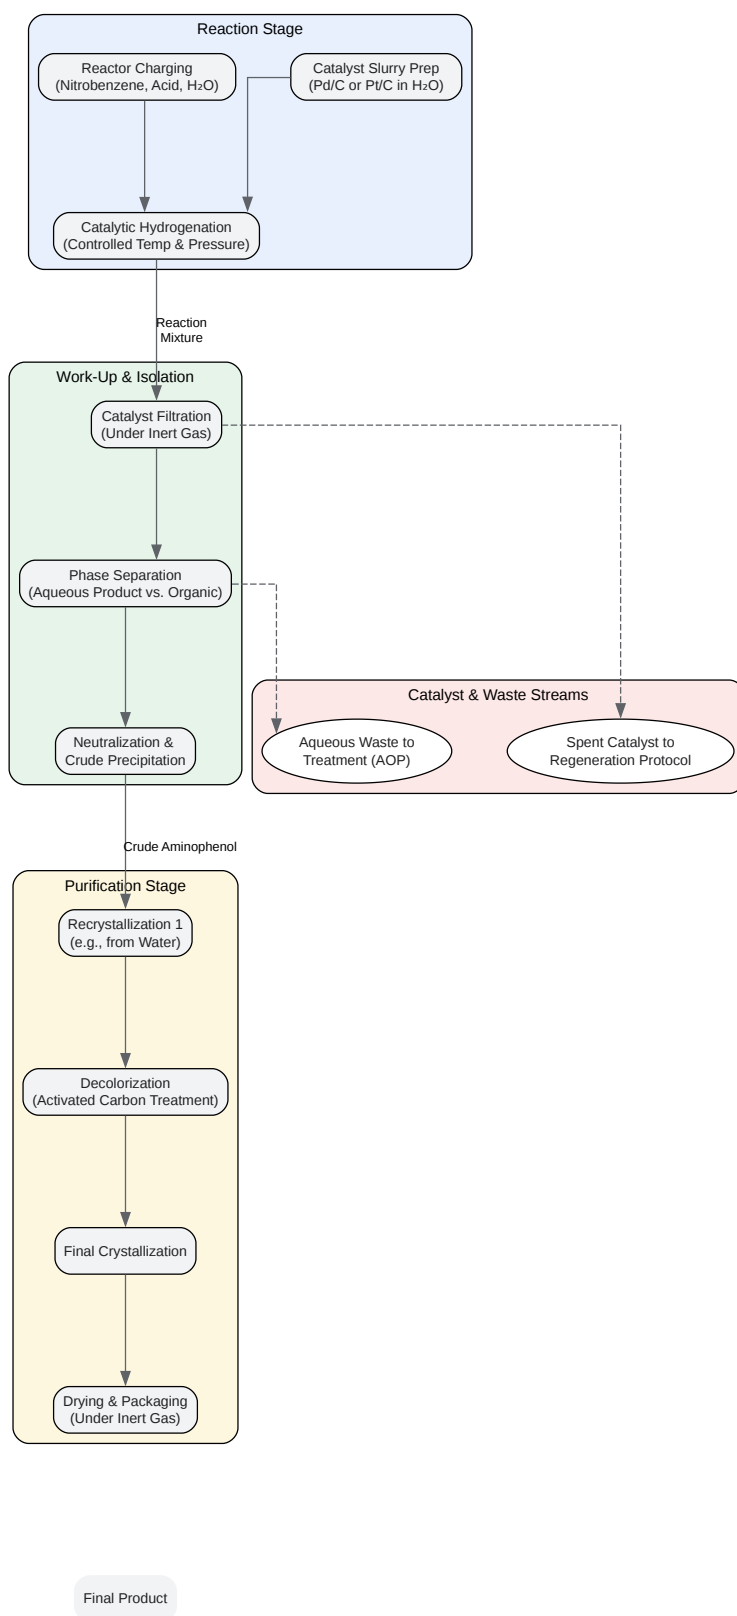 Reaction Stage
Reactor Charging
(Nitrobenzene, Acid, H₂O)
Catalyst Slurry Prep
(Pd/C or Pt/C in H₂O)
Catalytic Hydrogenation
(Controlled Temp & Pressure)
Reaction
Mixture
Work-Up & Isolation
Catalyst Filtration
(Under Inert Gas)
Phase Separation
(Aqueous Product vs. Organic)
Catalyst & Waste Streams
Neutralization &
Crude Precipitation
Aqueous Waste to
Treatment (AOP)
Spent Catalyst to
Regeneration Protocol
Crude Aminophenol
Purification Stage
Recrystallization 1
(e.g., from Water)
Decolorization
(Activated Carbon Treatment)
Final Crystallization
Drying & Packaging
(Under Inert Gas)
Final Product